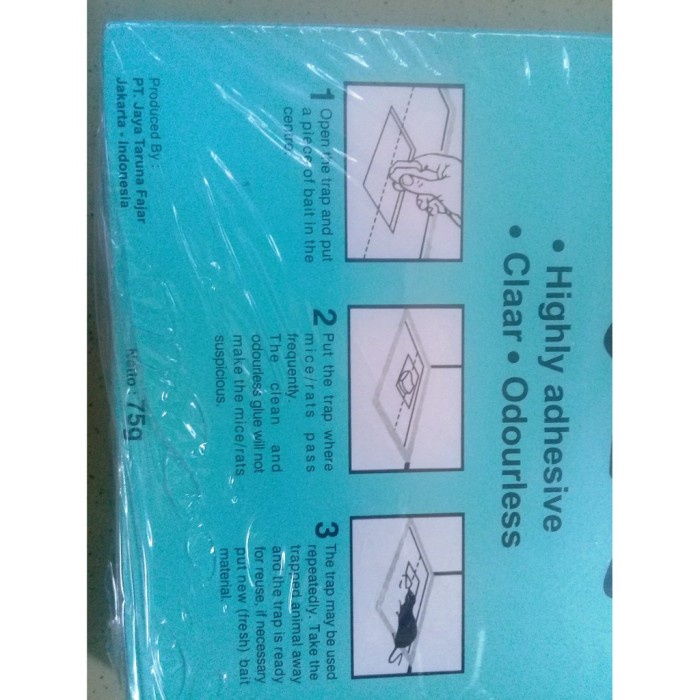 • Highly adhesive
• Claar • Odourless
1 Open the trap and put
a piece of bait in the
centre.
2 Put the trap where
mice/rats pass
frequently.
The clean and
odourless glue will not
make the mice/rats
suspicious.
3 The trap may be used
repeatedly. Take the
trapped animal away
and the trap is ready
for reuse, if necessary
put new (fresh) bait
material.
Produced By :
PT. Jaya Taruna Fajar
Jakarta - Indonesia
Netto : 75g